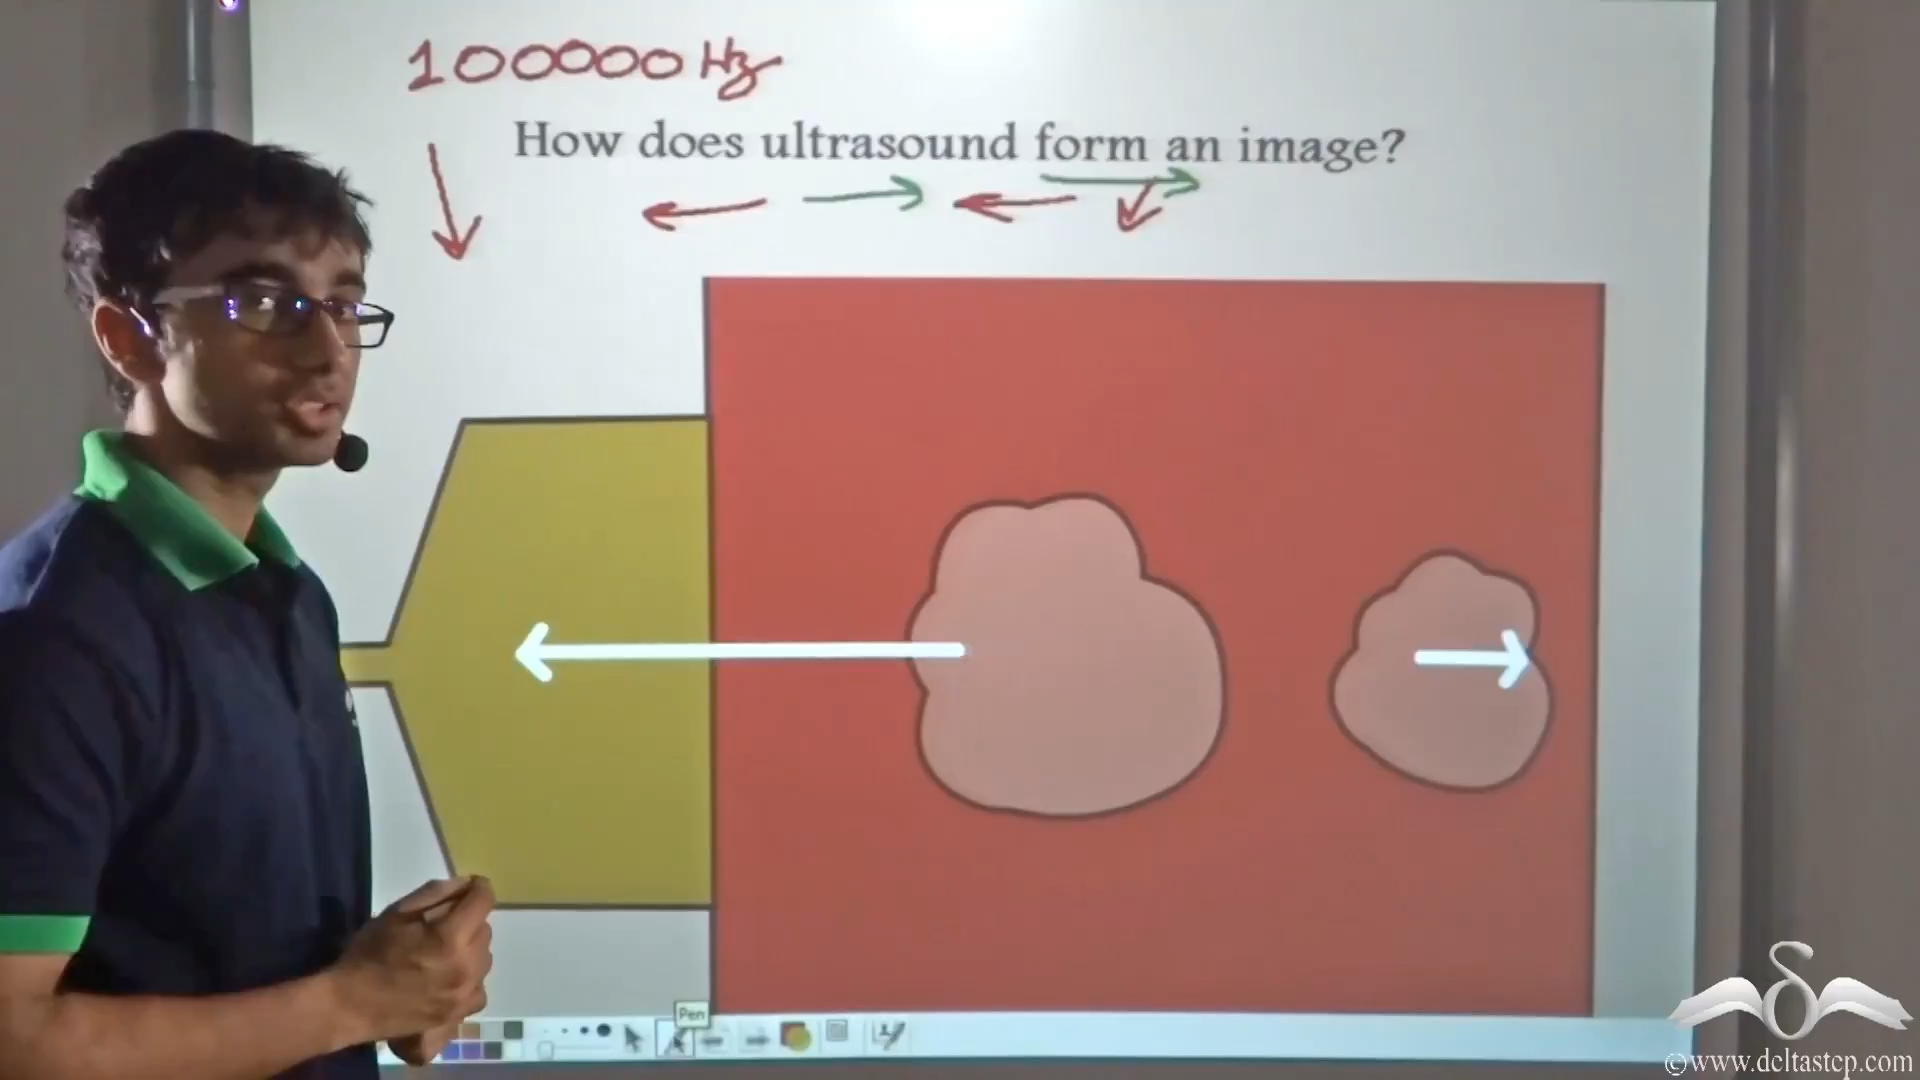 100000 Hz
How does ultrasound form an image?
Pen
©www.deltastep.com